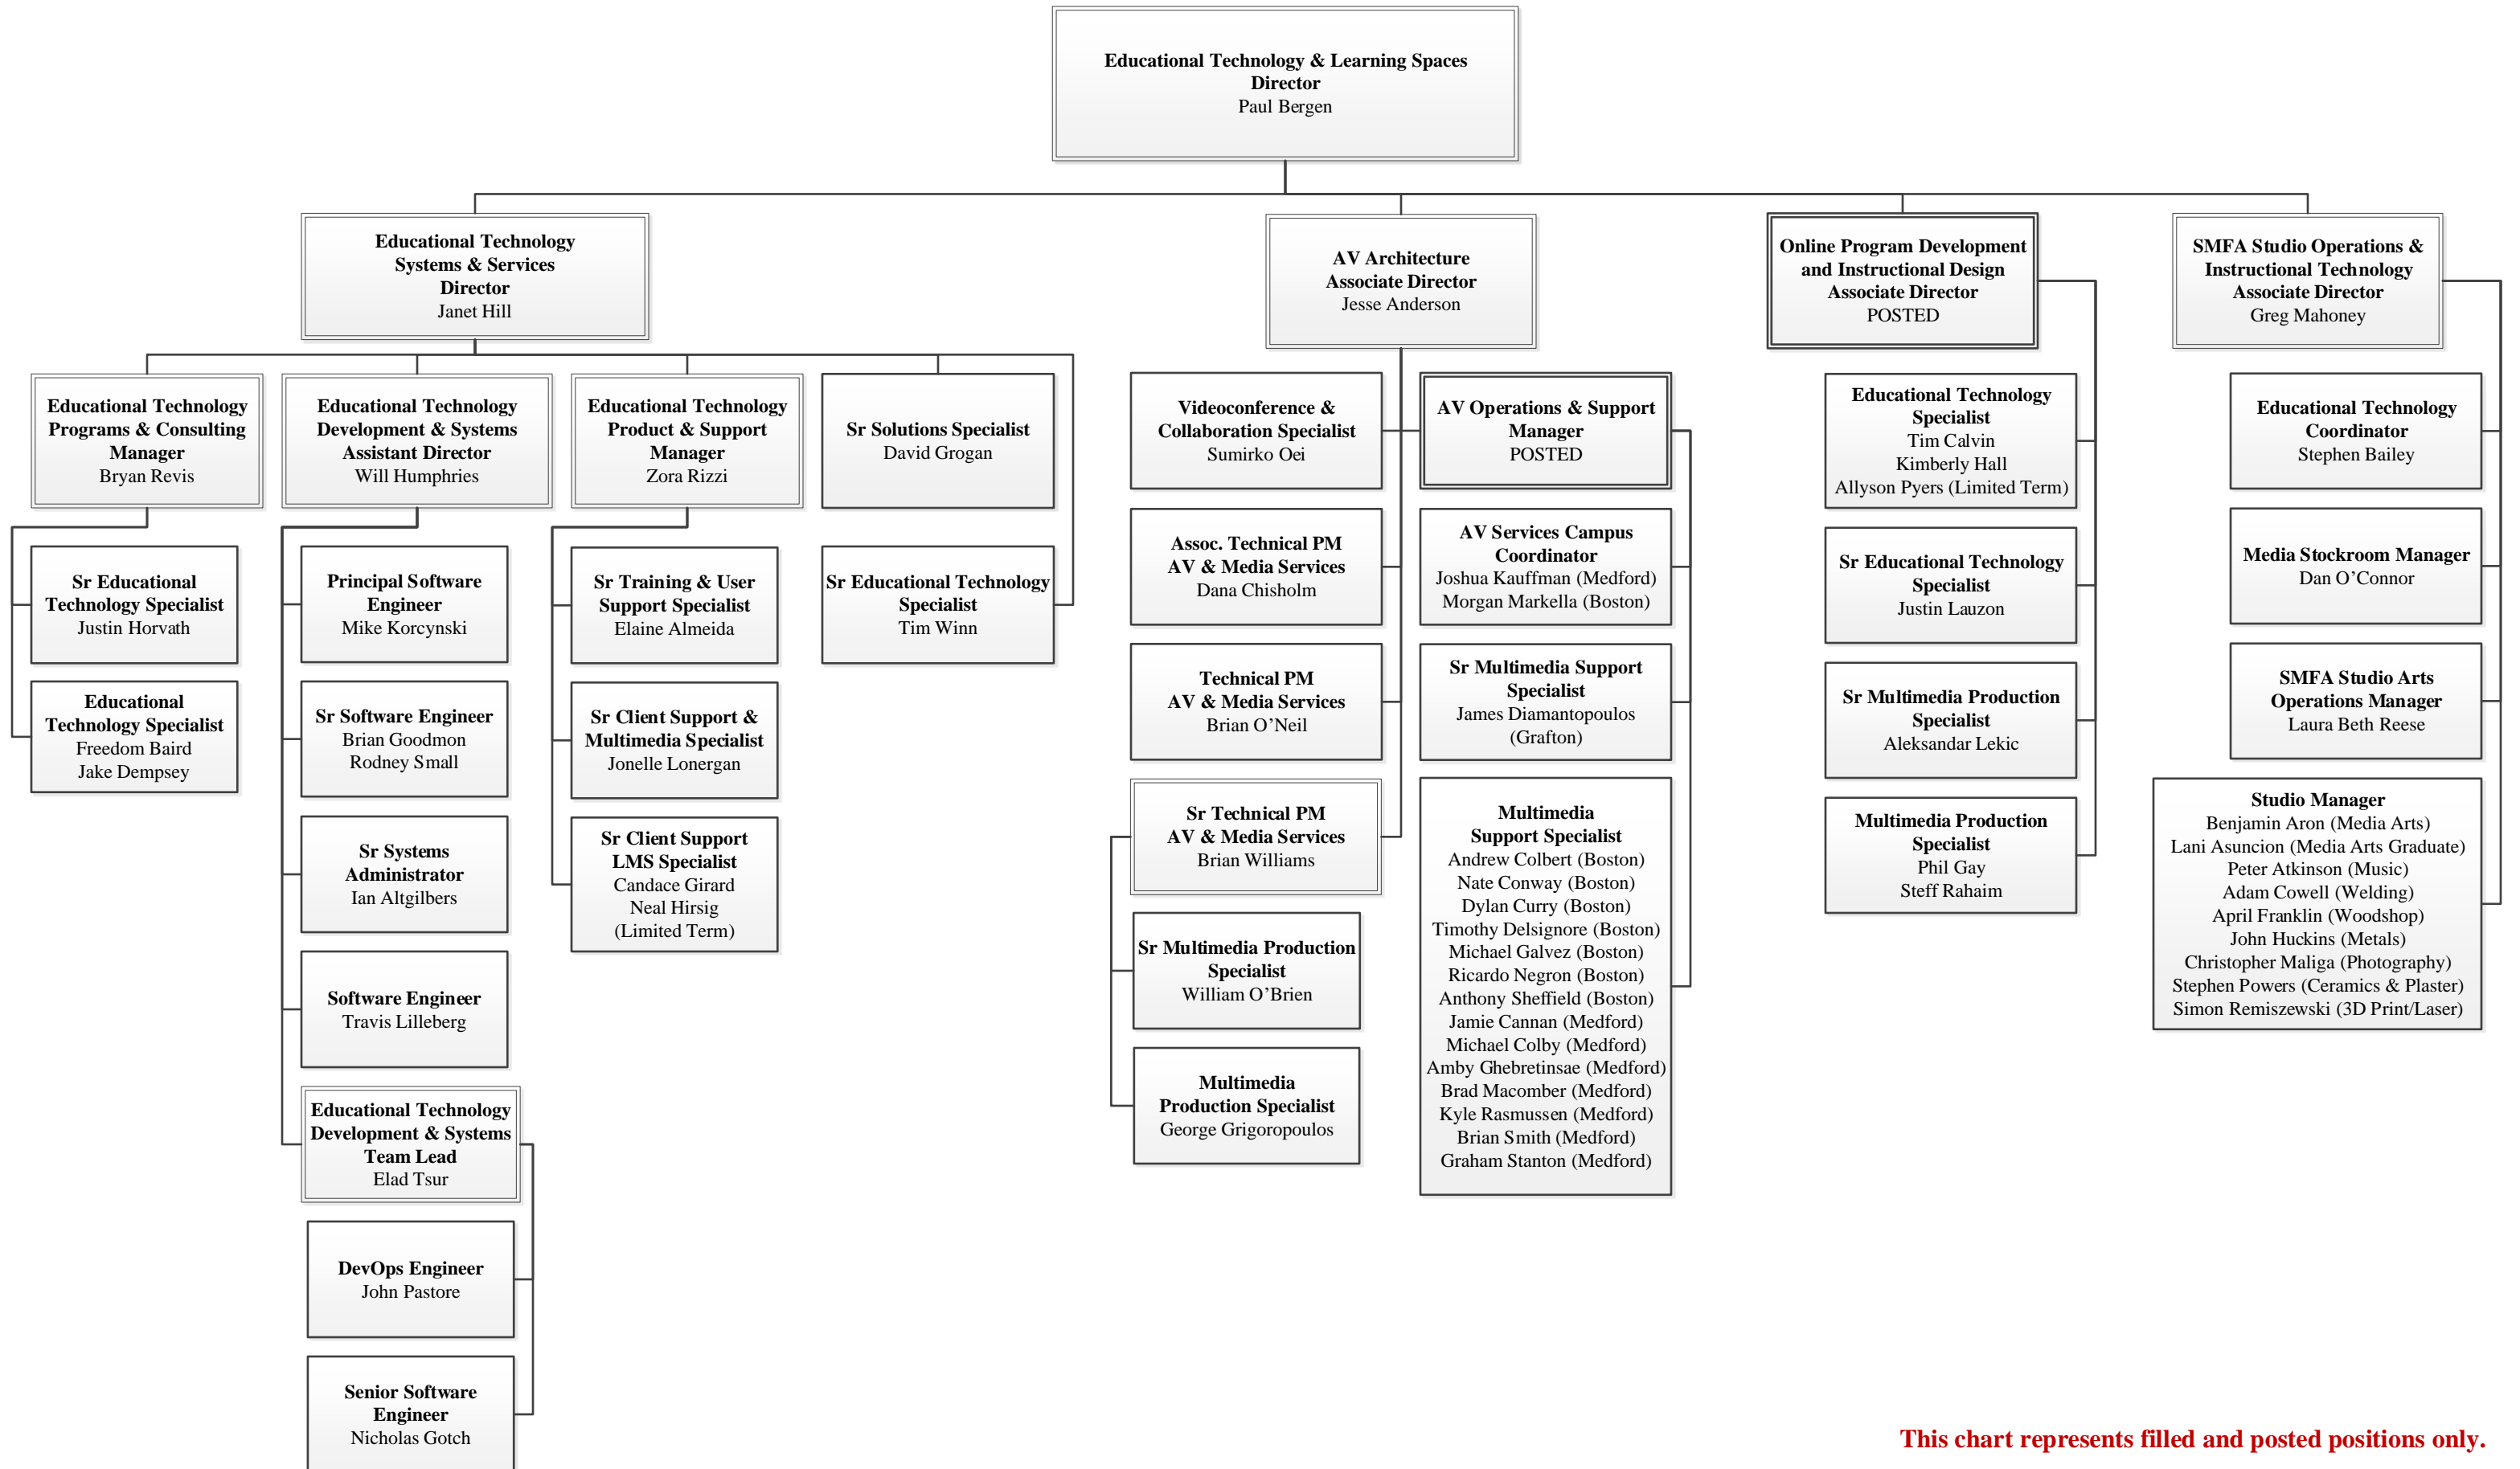 Educational Technology & Learning Spaces
Director
Paul Bergen
Educational Technology
Systems & Services
Director
Janet Hill
AV Architecture
Associate Director
Jesse Anderson
Online Program Development
and Instructional Design
Associate Director
POSTED
SMFA Studio Operations &
Instructional Technology
Associate Director
Greg Mahoney
Educational Technology
Programs & Consulting
Manager
Bryan Revis
Educational Technology
Development & Systems
Assistant Director
Will Humphries
Educational Technology
Product & Support
Manager
Zora Rizzi
Sr Solutions Specialist
David Grogan
Sr Educational
Technology Specialist
Justin Horvath
Educational
Technology Specialist
Freedom Baird
Jake Dempsey
Principal Software
Engineer
Mike Korcynski
Sr Software Engineer
Brian Goodmon
Rodney Small
Sr Systems
Administrator
Ian Altgilbers
Software Engineer
Travis Lilleberg
Educational Technology
Development & Systems
Team Lead
Elad Tsur
DevOps Engineer
John Pastore
Senior Software
Engineer
Nicholas Gotch
Sr Training & User
Support Specialist
Elaine Almeida
Sr Client Support &
Multimedia Specialist
Jonelle Lonergan
Sr Client Support
LMS Specialist
Candace Girard
Neal Hirsig
(Limited Term)
Sr Educational Technology
Specialist
Tim Winn
Videoconference &
Collaboration Specialist
Sumirko Oei
Assoc. Technical PM
AV & Media Services
Dana Chisholm
Technical PM
AV & Media Services
Brian O’Neil
Sr Technical PM
AV & Media Services
Brian Williams
Sr Multimedia Production
Specialist
William O’Brien
Multimedia
Production Specialist
George Grigoropoulos
AV Operations & Support
Manager
POSTED
AV Services Campus
Coordinator
Joshua Kauffman (Medford)
Morgan Markella (Boston)
Sr Multimedia Support
Specialist
James Diamantopoulos
(Grafton)
Multimedia
Support Specialist
Andrew Colbert (Boston)
Nate Conway (Boston)
Dylan Curry (Boston)
Timothy Delsignore (Boston)
Michael Galvez (Boston)
Ricardo Negron (Boston)
Anthony Sheffield (Boston)
Jamie Cannan (Medford)
Michael Colby (Medford)
Amby Ghebretinsae (Medford)
Brad Macomber (Medford)
Kyle Rasmussen (Medford)
Brian Smith (Medford)
Graham Stanton (Medford)
Educational Technology
Specialist
Tim Calvin
Kimberly Hall
Allyson Pyers (Limited Term)
Sr Educational Technology
Specialist
Justin Lauzon
Sr Multimedia Production
Specialist
Aleksandar Lekic
Multimedia Production
Specialist
Phil Gay
Steff Rahaim
Educational Technology
Coordinator
Stephen Bailey
Media Stockroom Manager
Dan O’Connor
SMFA Studio Arts
Operations Manager
Laura Beth Reese
Studio Manager
Benjamin Aron (Media Arts)
Lani Asuncion (Media Arts Graduate)
Peter Atkinson (Music)
Adam Cowell (Welding)
April Franklin (Woodshop)
John Huckins (Metals)
Christopher Maliga (Photography)
Stephen Powers (Ceramics & Plaster)
Simon Remiszewski (3D Print/Laser)
This chart represents filled and posted positions only.